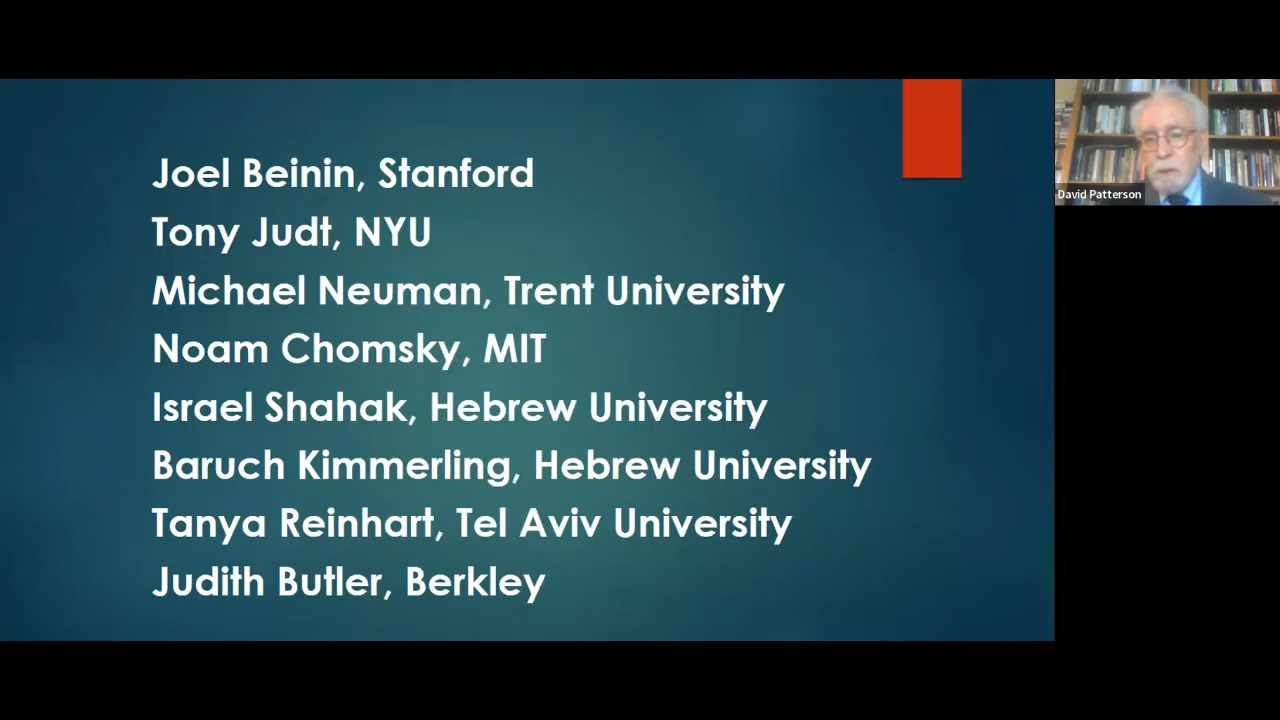 Joel Beinin, Stanford
Tony Judt, NYU
Michael Neuman, Trent University
Noam Chomsky, MIT
Israel Shahak, Hebrew University
Baruch Kimmerling, Hebrew University
Tanya Reinhart, Tel Aviv University
Judith Butler, Berkley
David Patterson